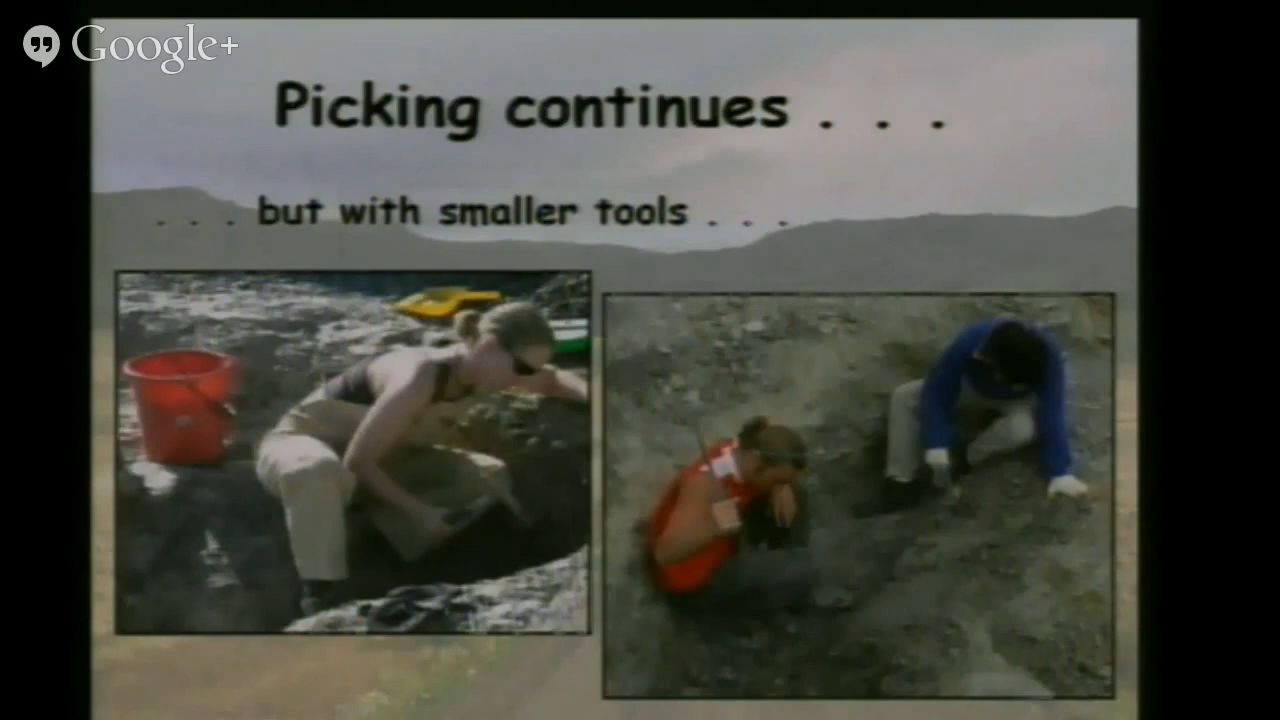 Google+
Picking continues . . .
. . . but with smaller tools . . .